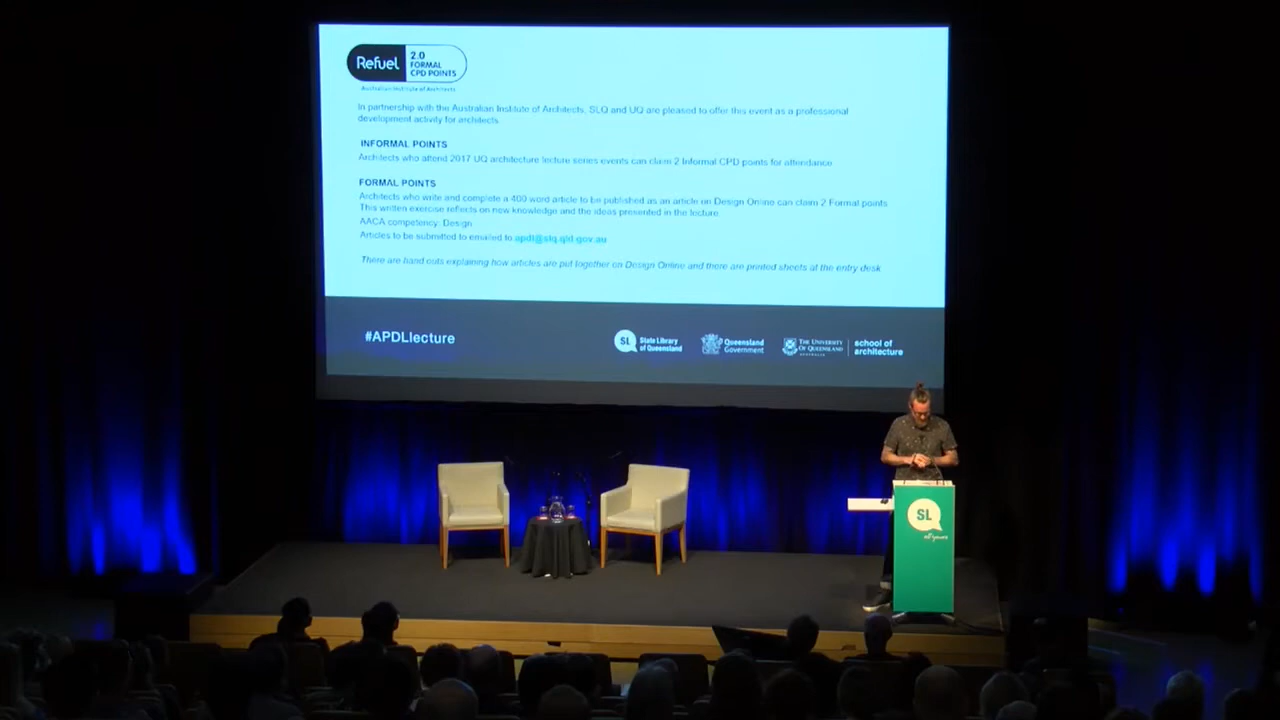 Refuel
2.0
FORMAL
CPD POINTS
Australian Institute of Architects
In partnership with the Australian Institute of Architects, SLQ and UQ are pleased to offer this event as a professional
development activity for architects.
INFORMAL POINTS
Architects who attend 2017 UQ architecture lecture series events can claim 2 Informal CPD points for attendance
FORMAL POINTS
Architects who write and complete a 400 word article to be published as an article on Design Online can claim 2 Formal points.
This written exercise reflects on new knowledge and the ideas presented in the lecture
AACA competency: Design
Articles to be submitted to emailed to apdl@slq.qld.gov.au
There are hand outs explaining how articles are put together on Design Online and there are printed sheets at the entry desk
#APDLlecture
SL
State Library
of Queensland
Queensland
Government
THE UNIVERSITY
OF QUEENSLAND
AUSTRALIA
school of
architecture
SL
all yours